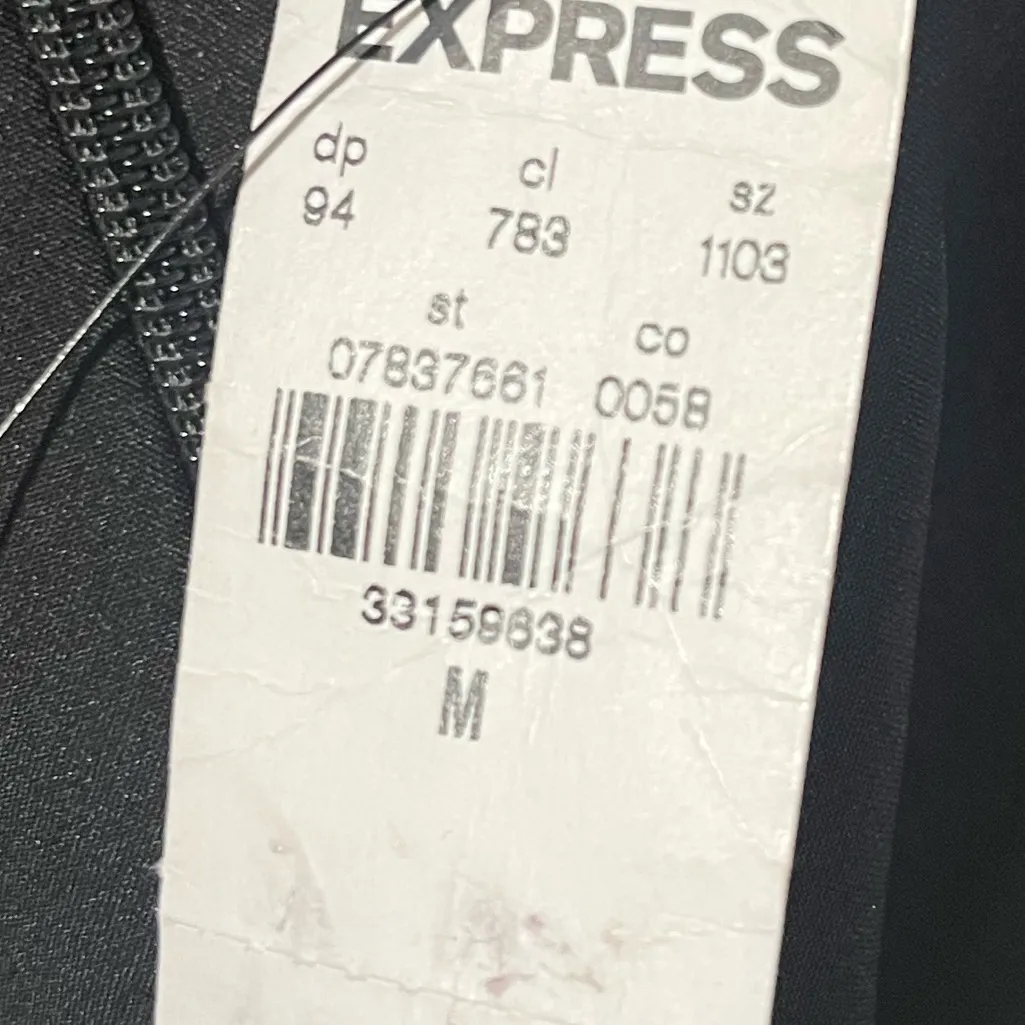 EXPRESS
dp cl sz
94 783 1103
st co
07837661 0058
33159638
M